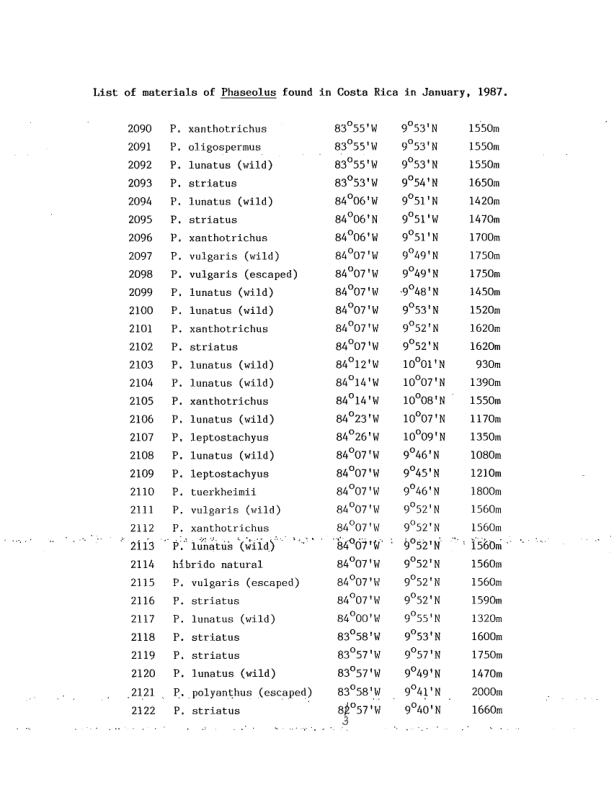 List of materials of Phaseolus found in Costa Rica in January, 1987.
2090 P. xanthotrichus 83°55'W 9°53'N 1550m
2091 P. oligospermus 83°55'W 9°53'N 1550m
2092 P. lunatus (wild) 83°55'W 9°53'N 1550m
2093 P. striatus 83°53'W 9°54'N 1650m
2094 P. lunatus (wild) 84°06'W 9°51'N 1420m
2095 P. striatus 84°06'N 9°51'W 1470m
2096 P. xanthotrichus 84°06'W 9°51'N 1700m
2097 P. vulgaris (wild) 84°07'W 9°49'N 1750m
2098 P. vulgaris (escaped) 84°07'W 9°49'N 1750m
2099 P. lunatus (wild) 84°07'W 9°48'N 1450m
2100 P. lunatus (wild) 84°07'W 9°53'N 1520m
2101 P. xanthotrichus 84°07'W 9°52'N 1620m
2102 P. striatus 84°07'W 9°52'N 1620m
2103 P. lunatus (wild) 84°12'W 10°01'N 930m
2104 P. lunatus (wild) 84°14'W 10°07'N 1390m
2105 P. xanthotrichus 84°14'W 10°08'N 1550m
2106 P. lunatus (wild) 84°23'W 10°07'N 1170m
2107 P. leptostachyus 84°26'W 10°09'N 1350m
2108 P. lunatus (wild) 84°07'W 9°46'N 1080m
2109 P. leptostachyus 84°07'W 9°45'N 1210m
2110 P. tuerkheimii 84°07'W 9°46'N 1800m
2111 P. vulgaris (wild) 84°07'W 9°52'N 1560m
2112 P. xanthotrichus 84°07'W 9°52'N 1560m
2113 P. lunatus (wild) 84°07'W 9°52'N 1560m
2114 híbrido natural 84°07'W 9°52'N 1560m
2115 P. vulgaris (escaped) 84°07'W 9°52'N 1560m
2116 P. striatus 84°07'W 9°52'N 1590m
2117 P. lunatus (wild) 84°00'W 9°55'N 1320m
2118 P. striatus 83°58'W 9°53'N 1600m
2119 P. striatus 83°57'W 9°57'N 1750m
2120 P. lunatus (wild) 83°57'W 9°49'N 1470m
2121 P. polyanthus (escaped) 83°58'W 9°41'N 2000m
2122 P. striatus 82°57'W 9°40'N 1660m
3